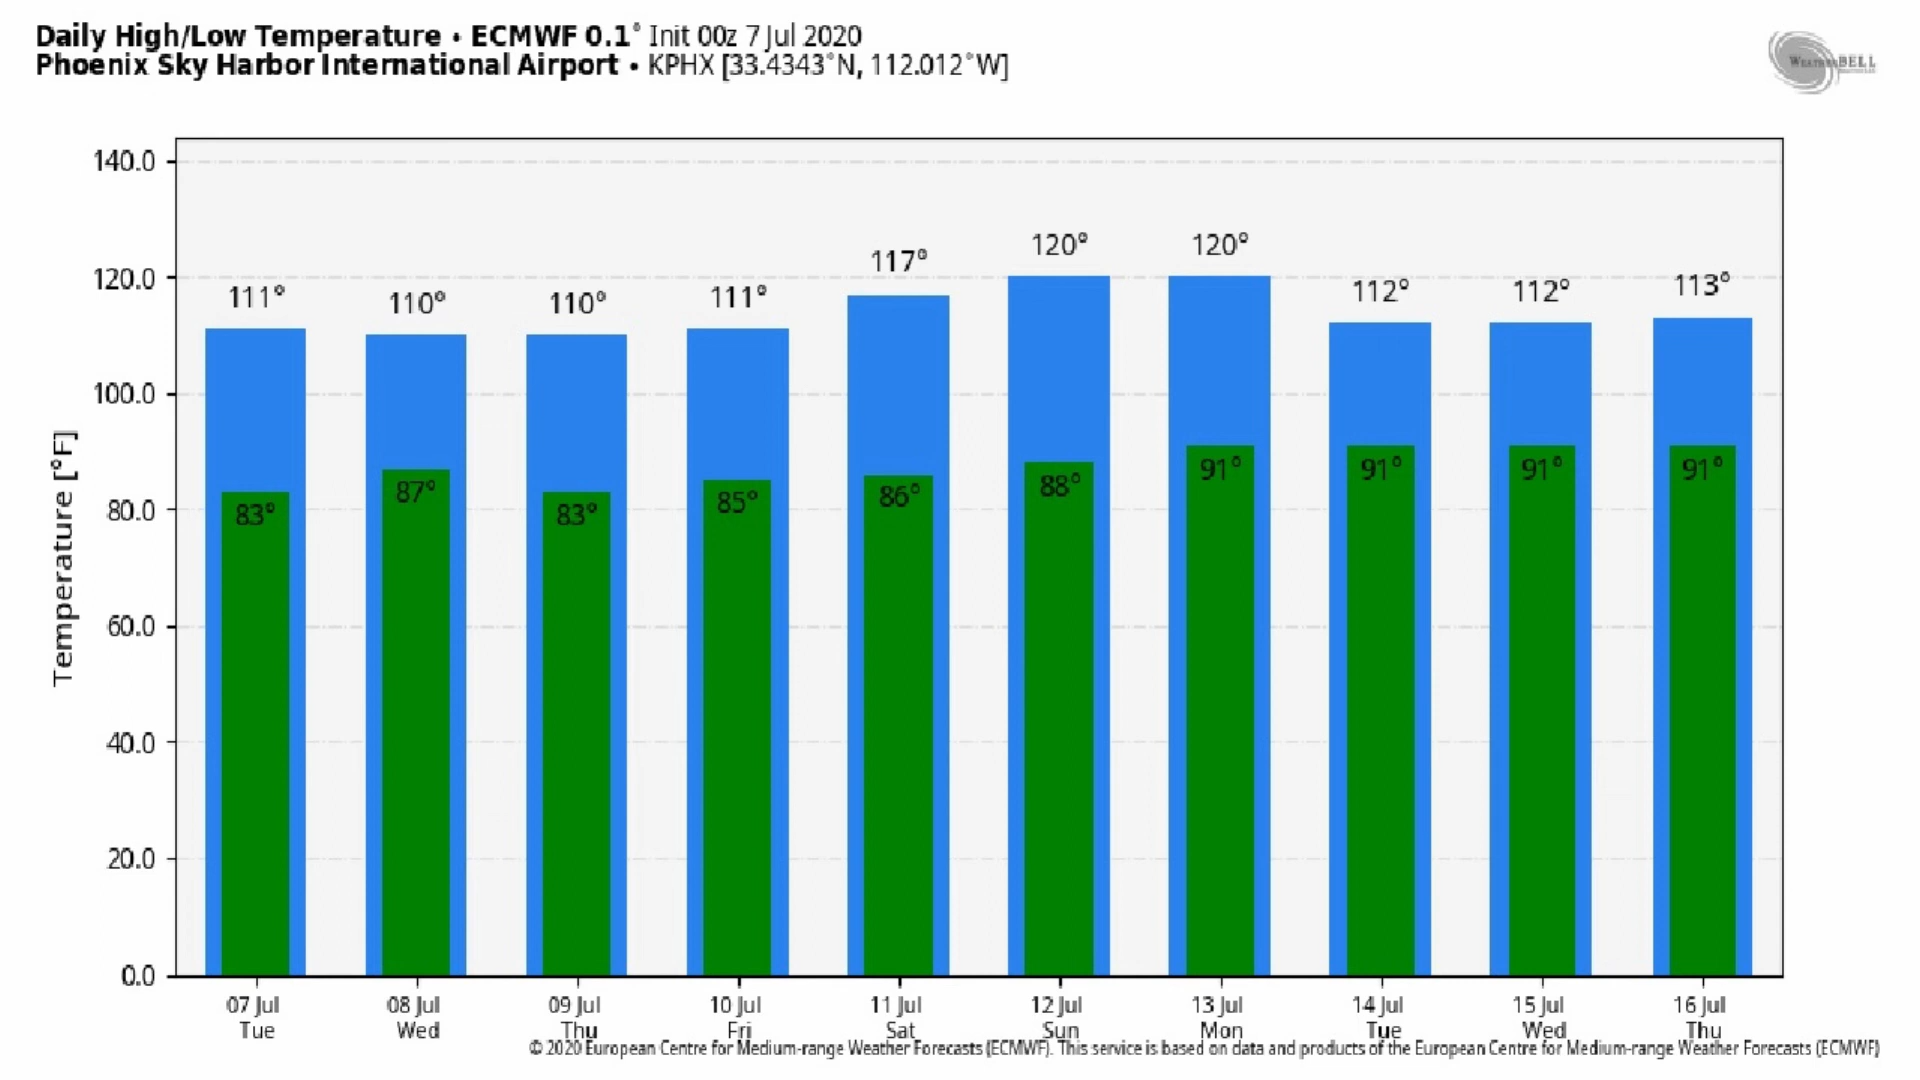 Daily High/Low Temperature • ECMWF 0.1° Init 00z 7 Jul 2020
Phoenix Sky Harbor International Airport • KPHX [33.4343°N, 112.012°W]
WEATHERBELL
140.0
120.0
100.0
80.0
60.0
40.0
20.0
0.0
Temperature [°F]
111° 110° 110° 111° 117° 120° 120° 112° 112° 113°
83° 87° 83° 85° 86° 88° 91° 91° 91° 91°
07 Jul 08 Jul 09 Jul 10 Jul 11 Jul 12 Jul 13 Jul 14 Jul 15 Jul 16 Jul
Tue Wed Thu Fri Sat Sun Mon Tue Wed Thu
© 2020 European Centre for Medium-range Weather Forecasts (ECMWF). This service is based on data and products of the European Centre for Medium-range Weather Forecasts (ECMWF)